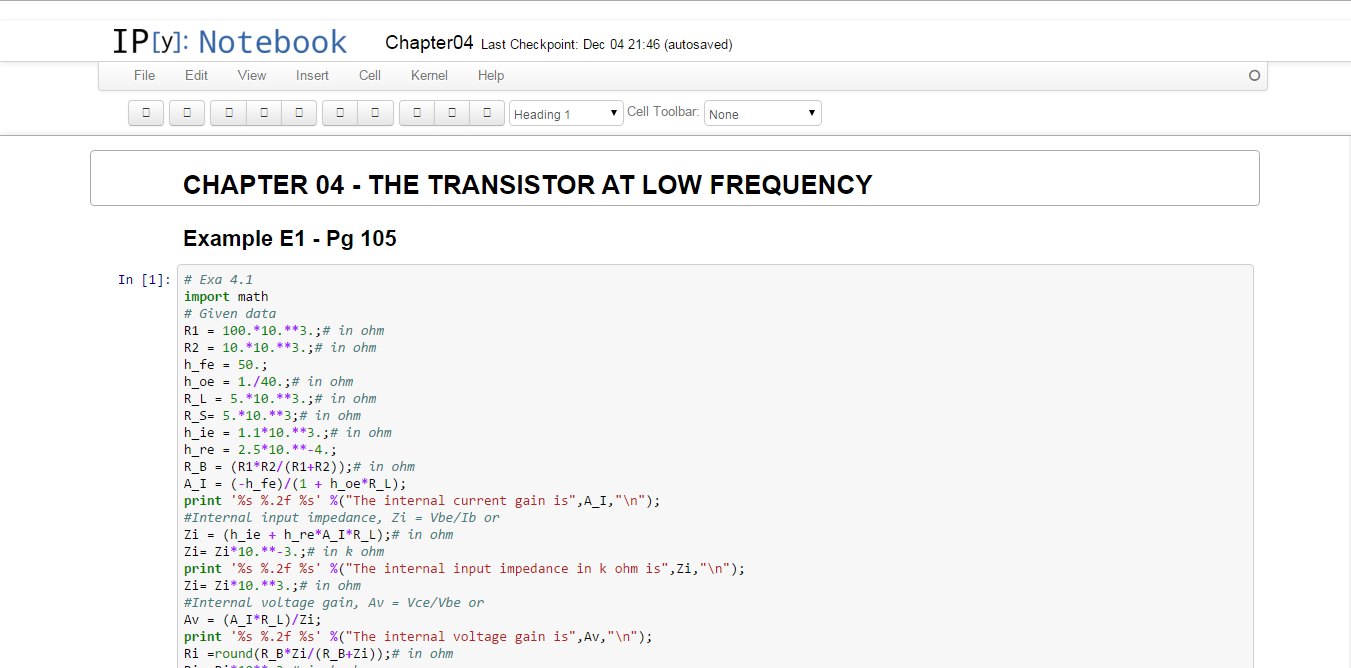 IP[y]: Notebook Chapter04 Last Checkpoint: Dec 04 21:46 (autosaved)
File Edit View Insert Cell Kernel Help
Heading 1 Cell Toolbar: None
CHAPTER 04 - THE TRANSISTOR AT LOW FREQUENCY
Example E1 - Pg 105
In [1]: # Exa 4.1
import math
# Given data
R1 = 100.*10.**3.;# in ohm
R2 = 10.*10.**3.;# in ohm
h_fe = 50.;
h_oe = 1./40.;# in ohm
R_L = 5.*10.**3.;# in ohm
R_S= 5.*10.**3;# in ohm
h_ie = 1.1*10.**3.;# in ohm
h_re = 2.5*10.**-4.;
R_B = (R1*R2/(R1+R2));# in ohm
A_I = (-h_fe)/(1 + h_oe*R_L);
print '%s %.2f %s' %("The internal current gain is",A_I,"\n");
#Internal input impedance, Zi = Vbe/Ib or
Zi = (h_ie + h_re*A_I*R_L);# in ohm
Zi= Zi*10.**-3.;# in k ohm
print '%s %.2f %s' %("The internal input impedance in k ohm is",Zi,"\n");
Zi= Zi*10.**3.;# in ohm
#Internal voltage gain, Av = Vce/Vbe or
Av = (A_I*R_L)/Zi;
print '%s %.2f %s' %("The internal voltage gain is",Av,"\n");
Ri =round(R_B*Zi/(R_B+Zi));# in ohm